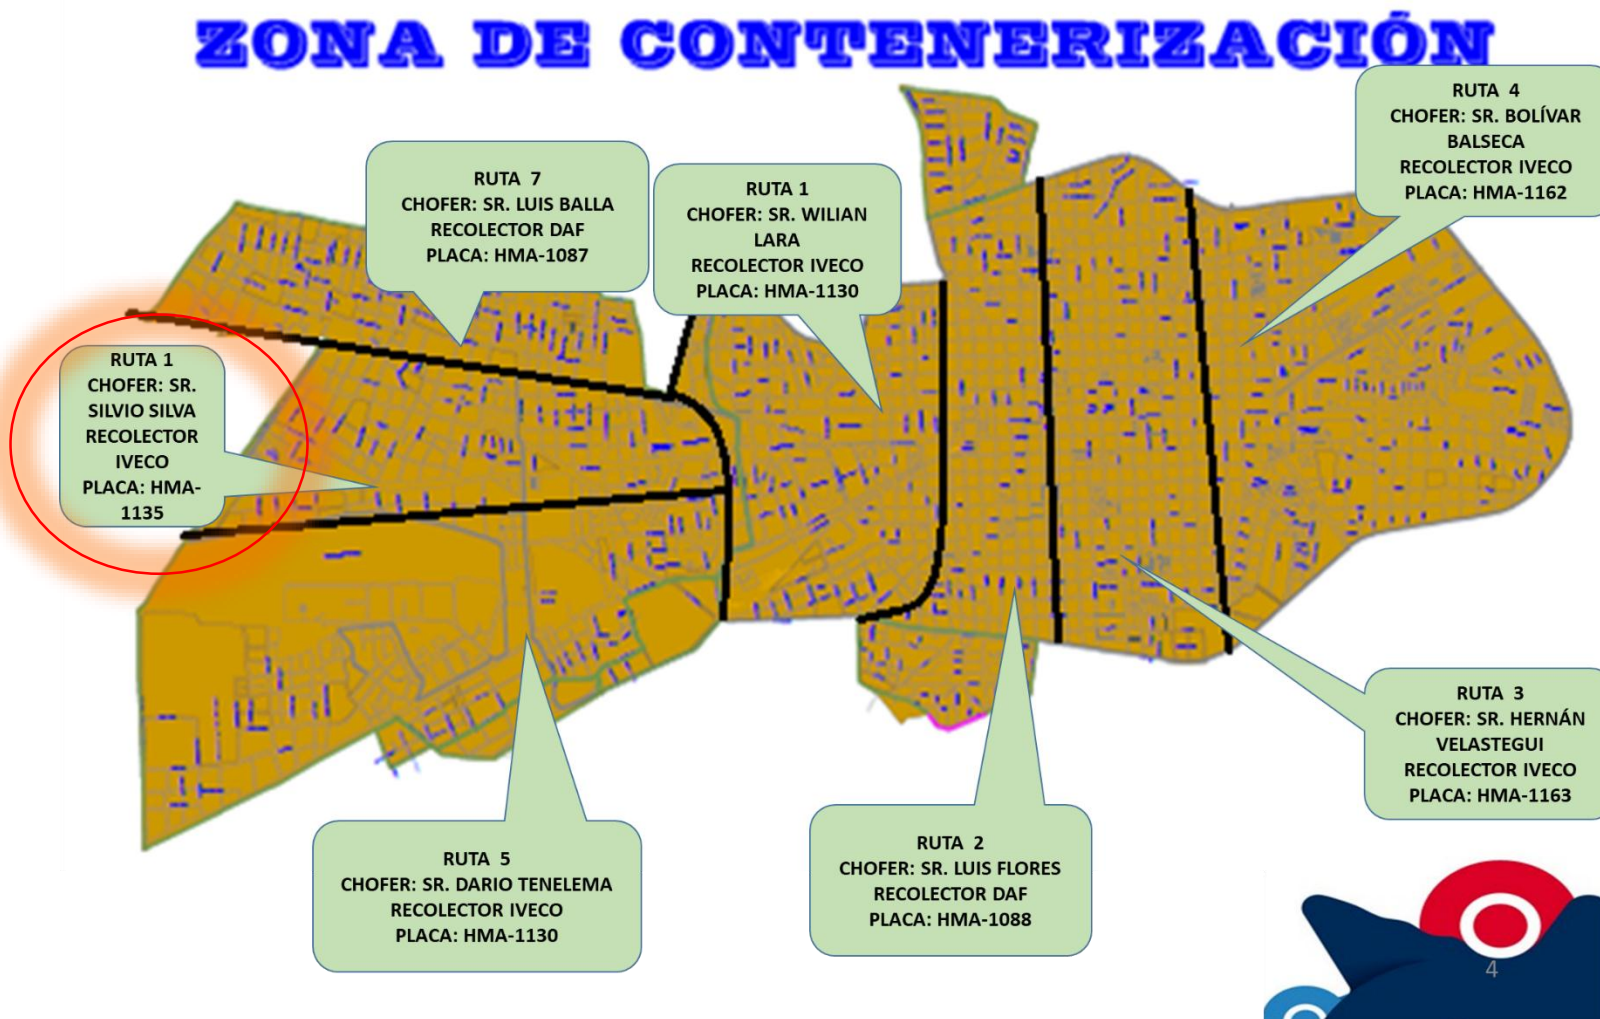 ZONA DE CONTENERIZACIÓN
RUTA 4
CHOFER: SR. BOLÍVAR
BALSECA
RECOLECTOR IVECO
PLACA: HMA-1162
RUTA 7
CHOFER: SR. LUIS BALLA
RECOLECTOR DAF
PLACA: HMA-1087
RUTA 1
CHOFER: SR. WILIAN
LARA
RECOLECTOR IVECO
PLACA: HMA-1130
RUTA 1
CHOFER: SR.
SILVIO SILVA
RECOLECTOR
IVECO
PLACA: HMA-
1135
RUTA 3
CHOFER: SR. HERNÁN
VELASTEGUI
RECOLECTOR IVECO
PLACA: HMA-1163
RUTA 5
CHOFER: SR. DARIO TENELEMA
RECOLECTOR IVECO
PLACA: HMA-1130
RUTA 2
CHOFER: SR. LUIS FLORES
RECOLECTOR DAF
PLACA: HMA-1088
4